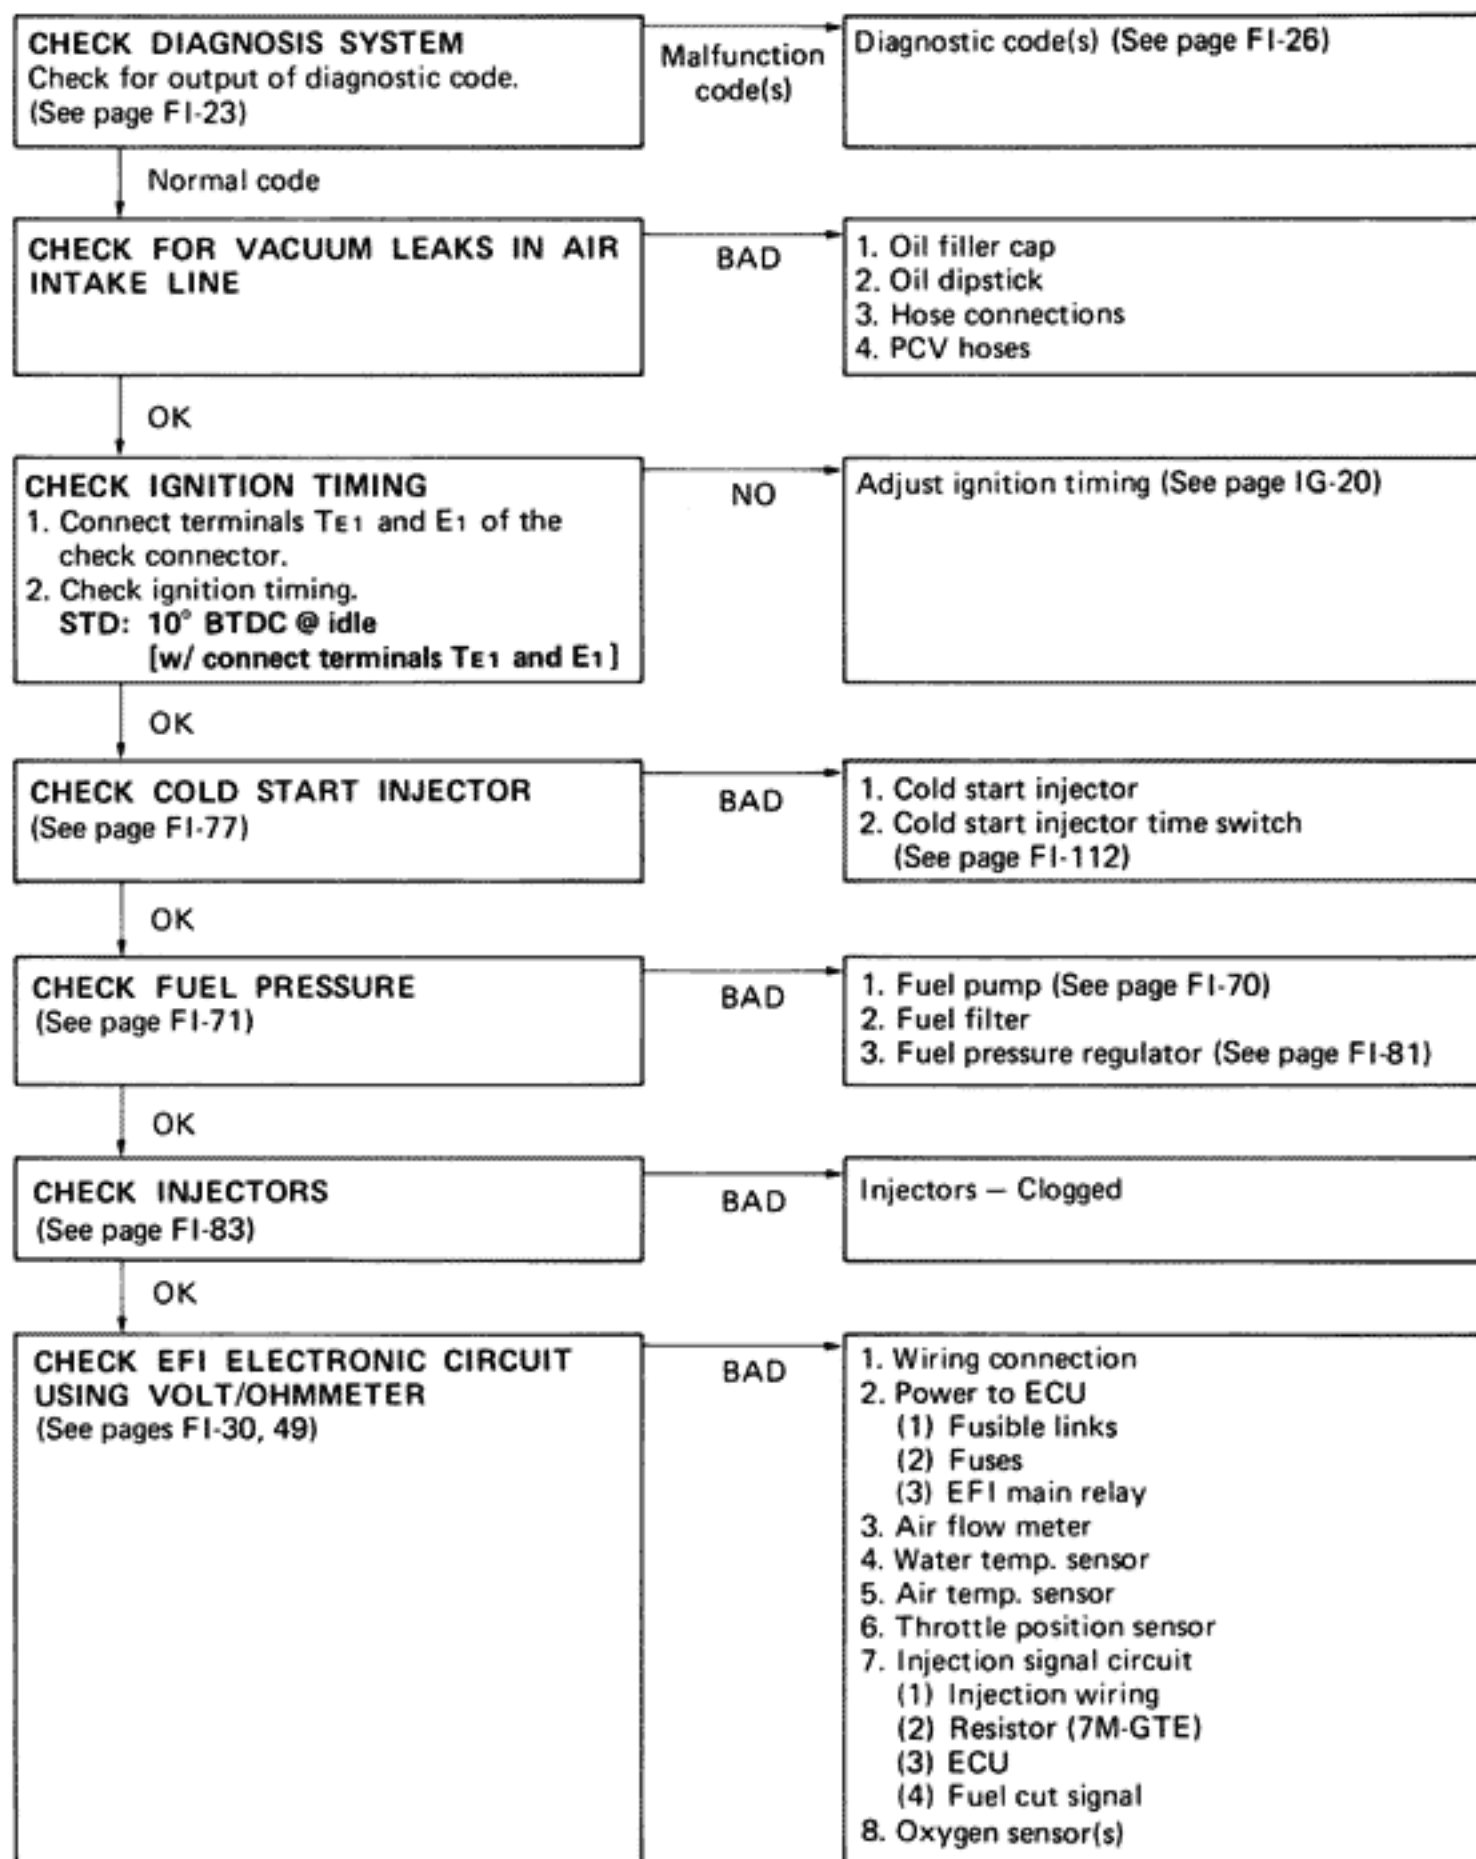 CHECK DIAGNOSIS SYSTEM
Check for output of diagnostic code.
(See page FI-23)
Malfunction
code(s)
Diagnostic code(s) (See page FI-26)
Normal code
CHECK FOR VACUUM LEAKS IN AIR
INTAKE LINE
BAD
1. Oil filler cap
2. Oil dipstick
3. Hose connections
4. PCV hoses
OK
CHECK IGNITION TIMING
1. Connect terminals TE1 and E1 of the
check connector.
2. Check ignition timing.
STD: 10° BTDC @ idle
[w/ connect terminals TE1 and E1]
NO
Adjust ignition timing (See page IG-20)
OK
CHECK COLD START INJECTOR
(See page FI-77)
BAD
1. Cold start injector
2. Cold start injector time switch
(See page FI-112)
OK
CHECK FUEL PRESSURE
(See page FI-71)
BAD
1. Fuel pump (See page FI-70)
2. Fuel filter
3. Fuel pressure regulator (See page FI-81)
OK
CHECK INJECTORS
(See page FI-83)
BAD
Injectors — Clogged
OK
CHECK EFI ELECTRONIC CIRCUIT
USING VOLT/OHMMETER
(See pages FI-30, 49)
BAD
1. Wiring connection
2. Power to ECU
(1) Fusible links
(2) Fuses
(3) EFI main relay
3. Air flow meter
4. Water temp. sensor
5. Air temp. sensor
6. Throttle position sensor
7. Injection signal circuit
(1) Injection wiring
(2) Resistor (7M-GTE)
(3) ECU
(4) Fuel cut signal
8. Oxygen sensor(s)